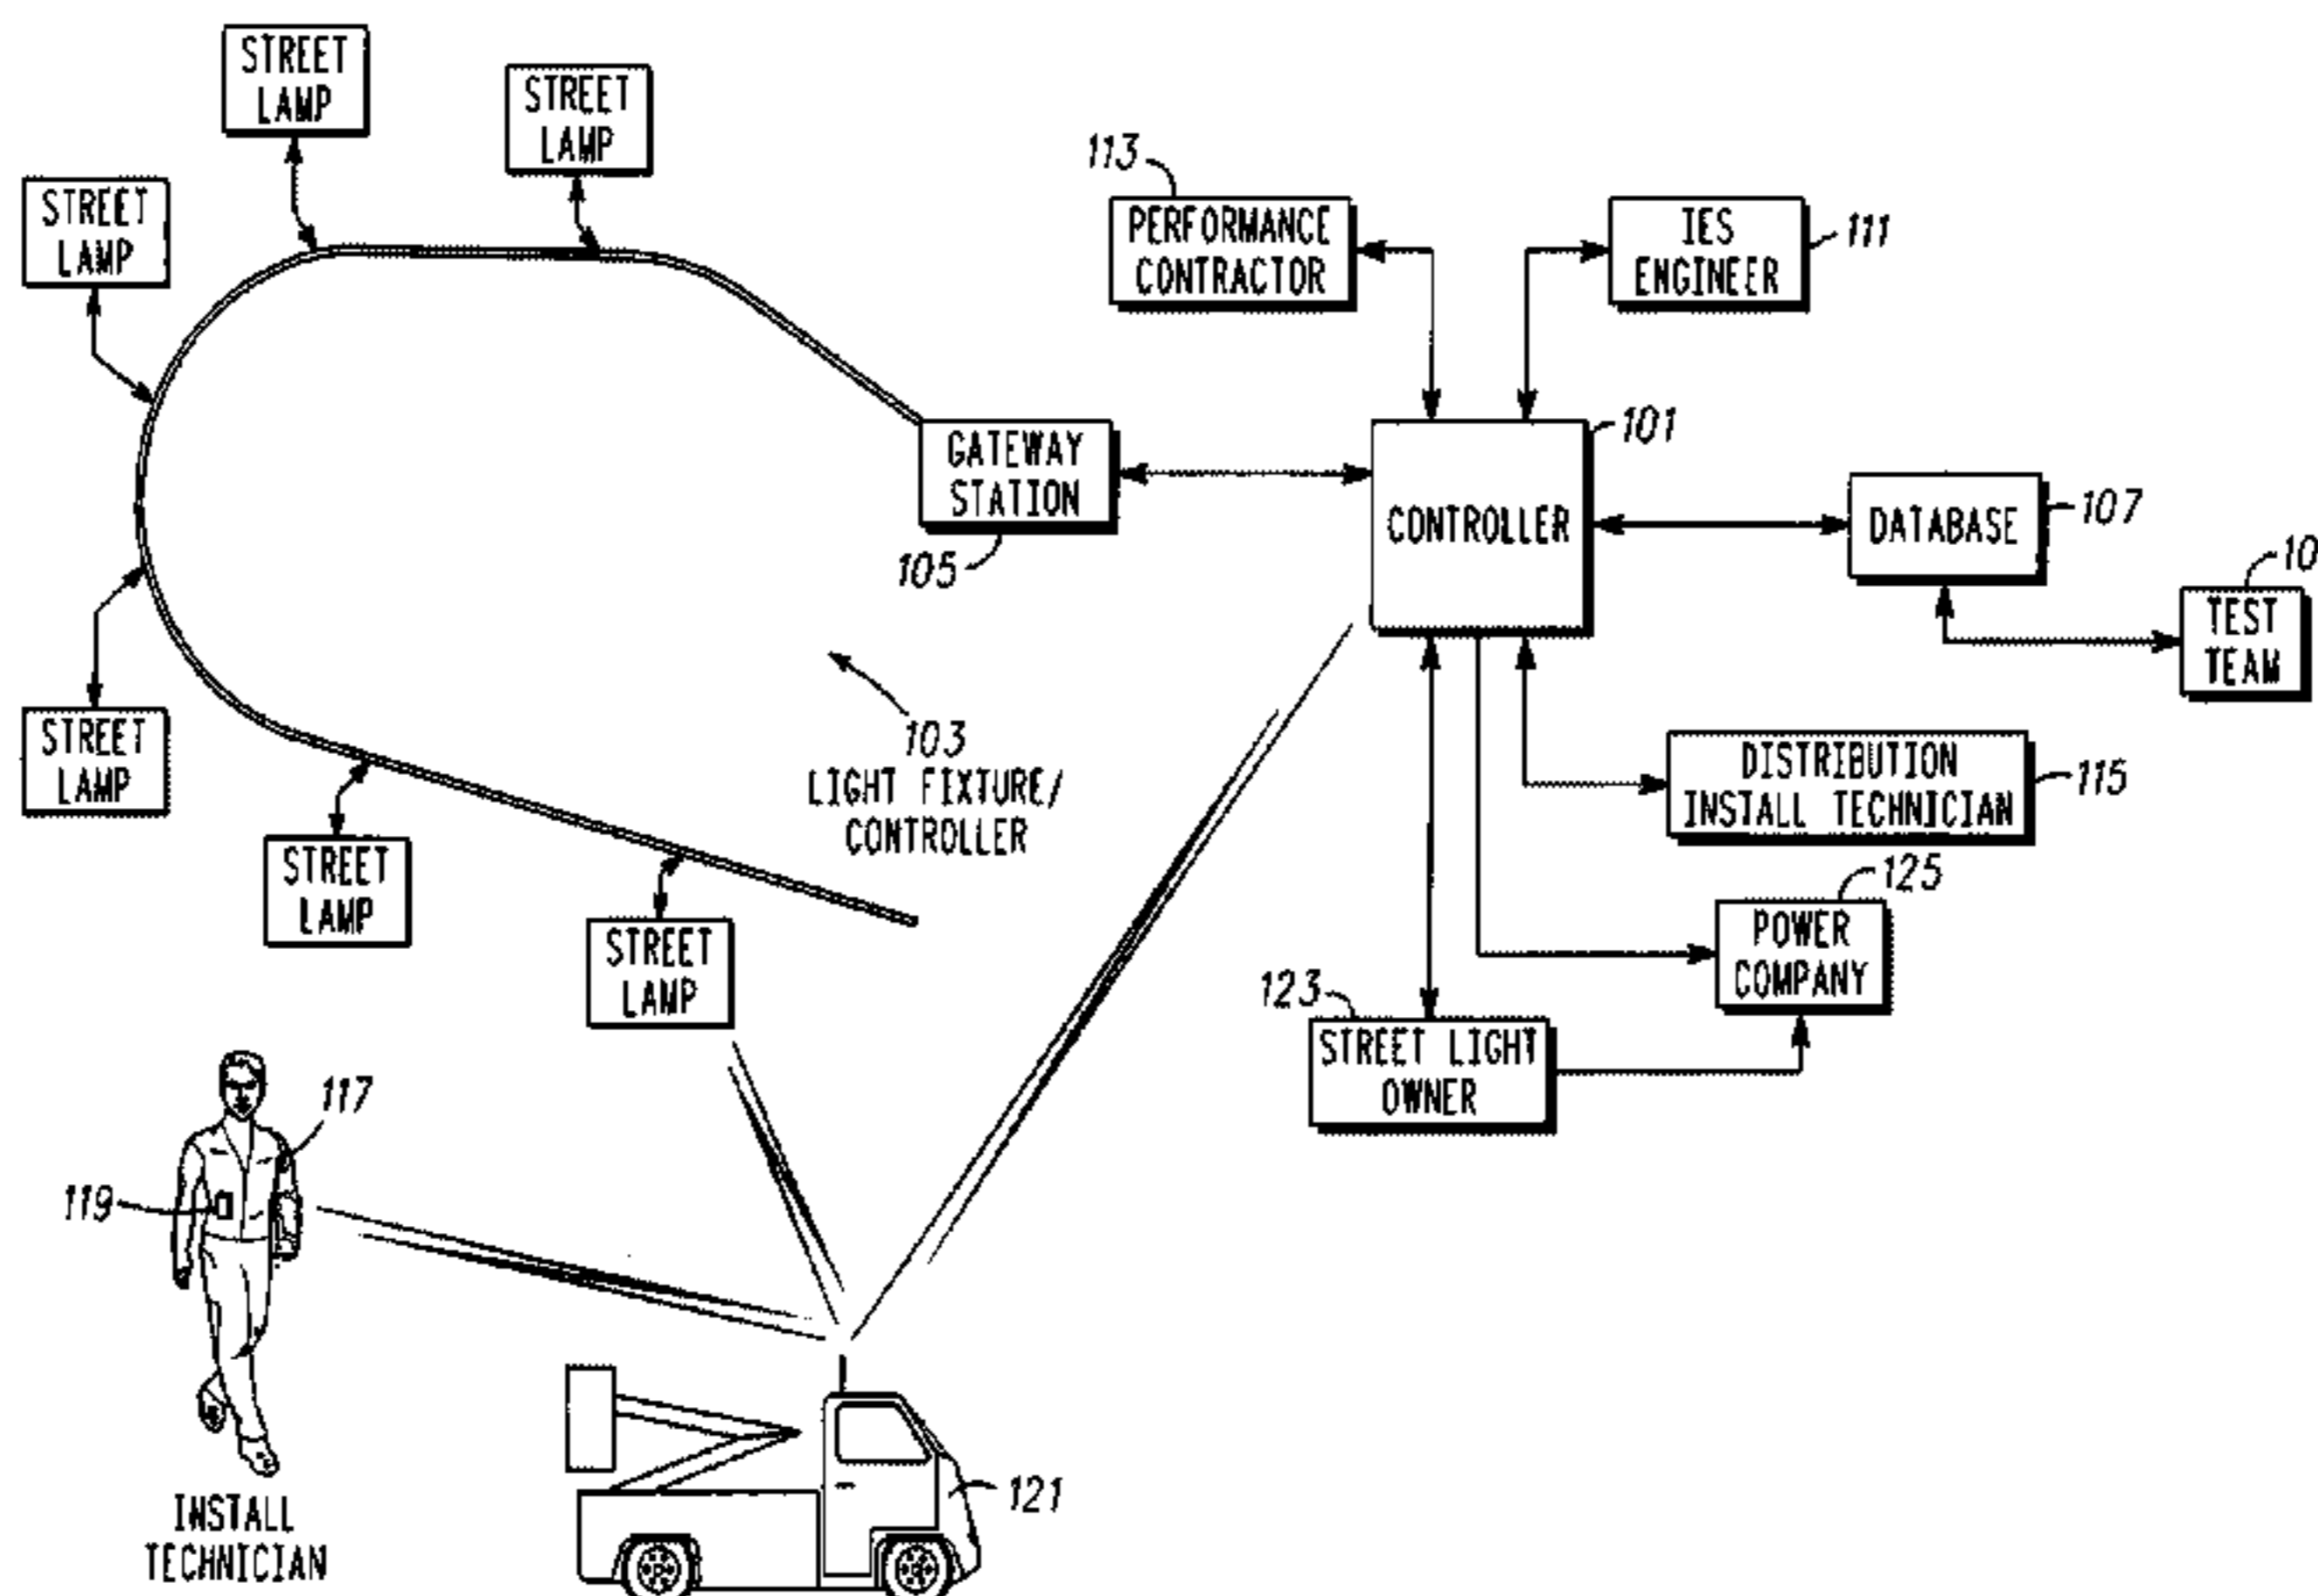 STREET
LAMP
STREET
LAMP
STREET
LAMP
113
PERFORMANCE
CONTRACTOR
IES
ENGINEER
111
GATEWAY
STATION
105
101
CONTROLLER
DATABASE
107
10
TEST
TEAM
STREET
LAMP
103
LIGHT FIXTURE/
CONTROLLER
DISTRIBUTION
INSTALL TECHNICIAN
115
STREET
LAMP
STREET
LAMP
125
POWER
COMPANY
123
STREET LIGHT
OWNER
117
119
121
INSTALL
TECHNICIAN